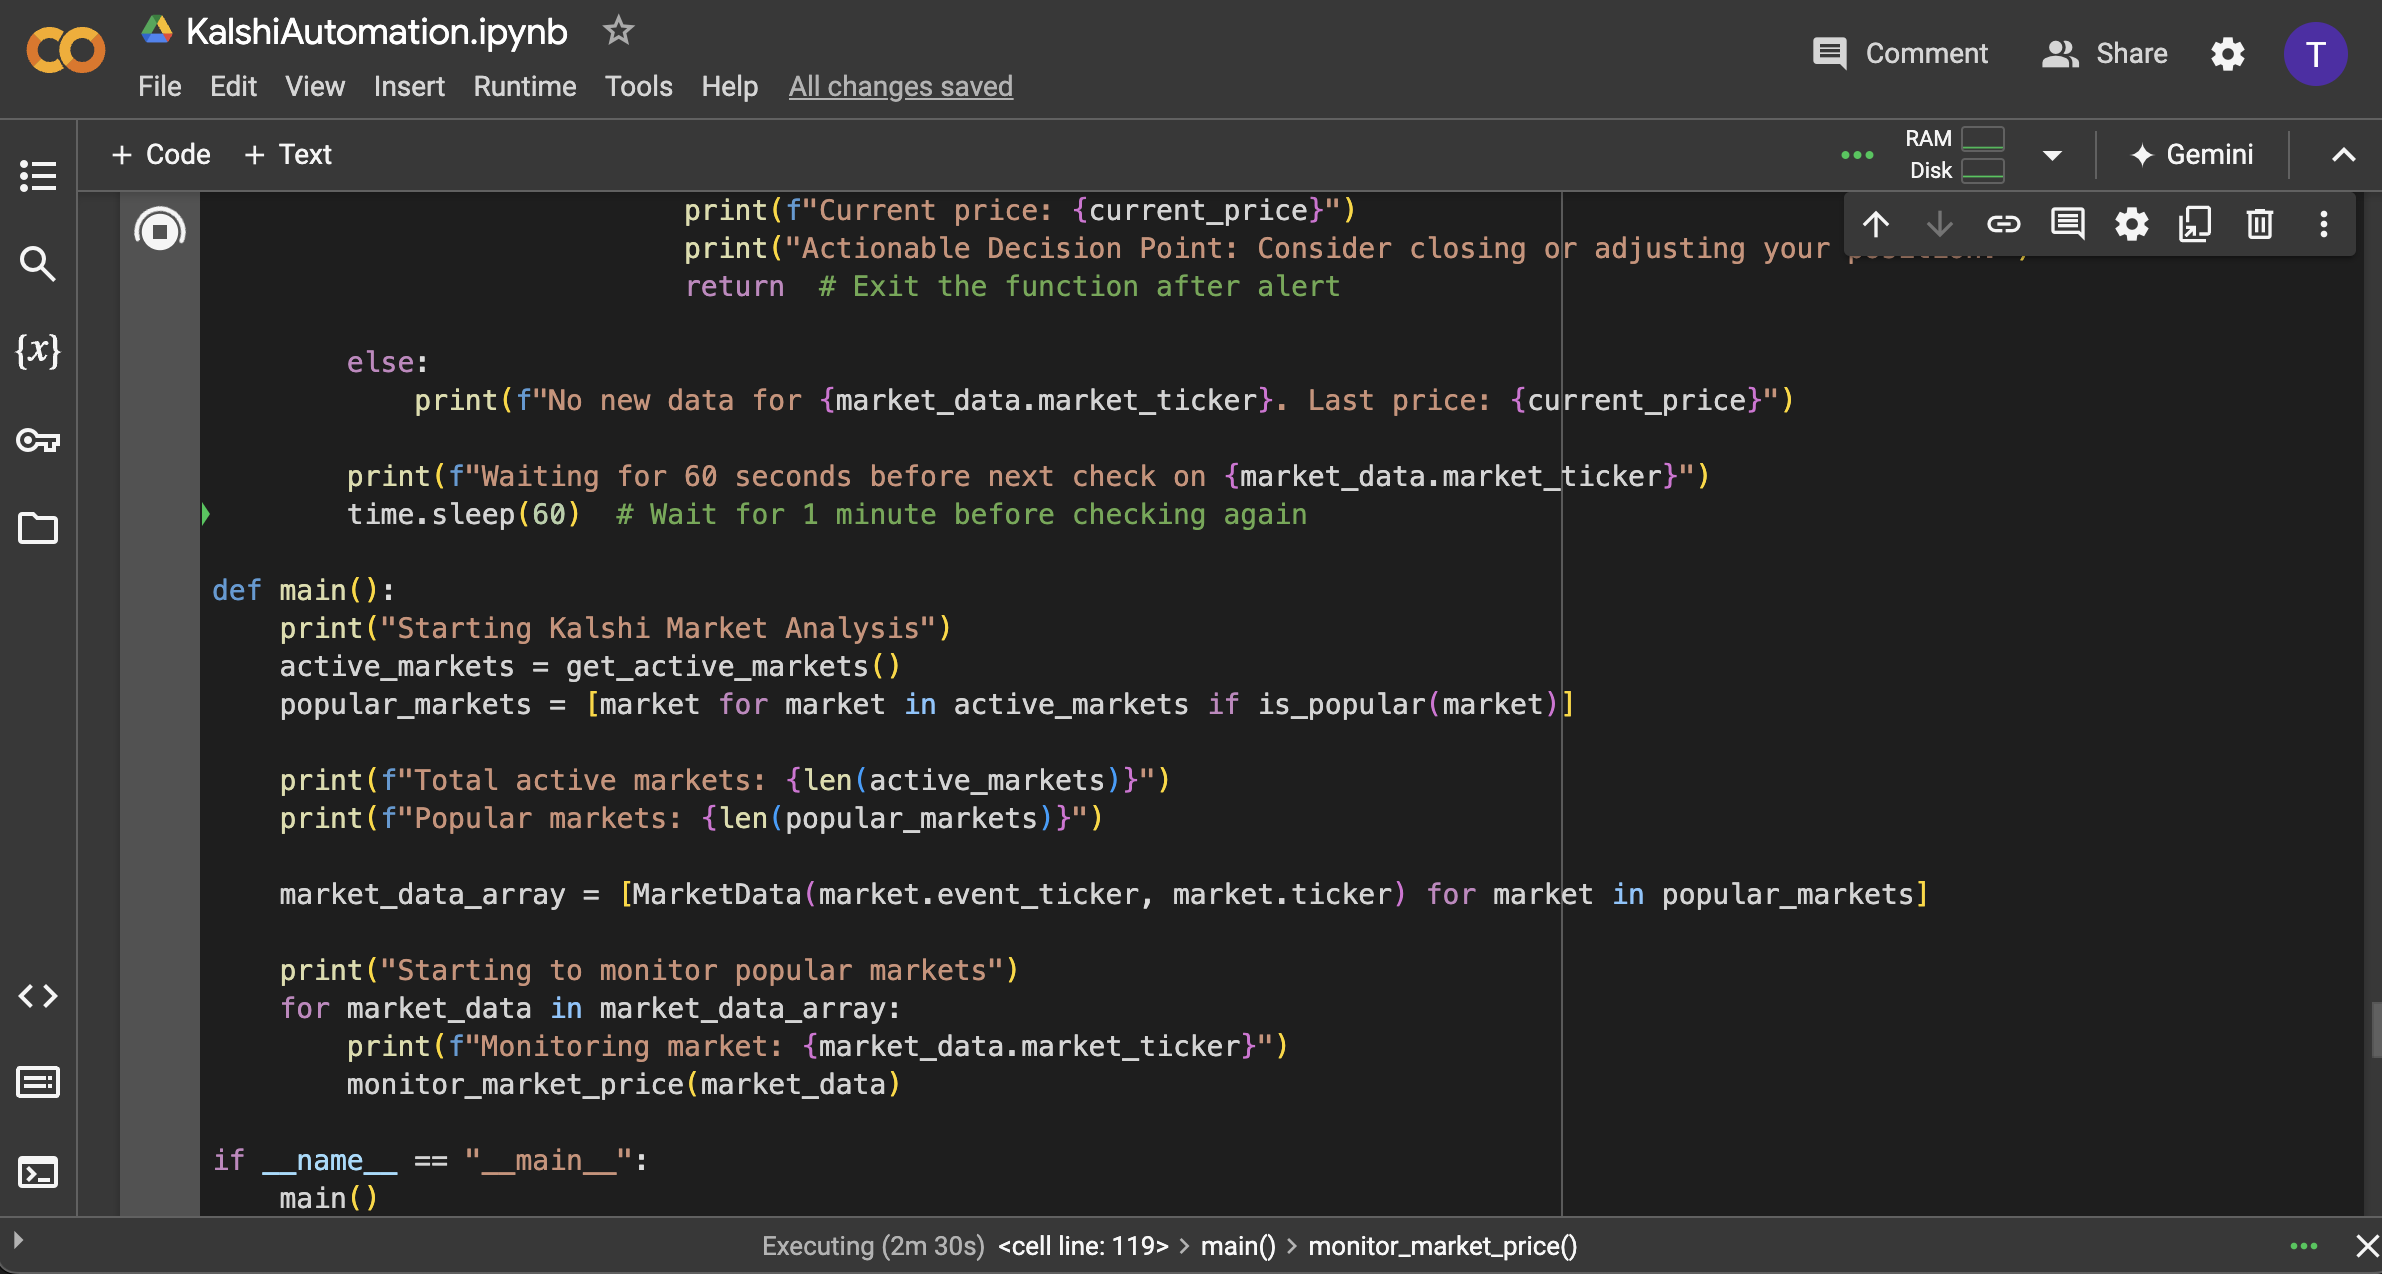 KalshiAutomation.ipynb
File Edit View Insert Runtime Tools Help All changes saved
Comment Share T
+ Code + Text
RAM
Disk
Gemini
                            print(f"Current price: {current_price}")
                            print("Actionable Decision Point: Consider closing or adjusting your
                            return  # Exit the function after alert
        else:
            print(f"No new data for {market_data.market_ticker}. Last price: {current_price}")
        print(f"Waiting for 60 seconds before next check on {market_data.market_ticker}")
        time.sleep(60)  # Wait for 1 minute before checking again
def main():
    print("Starting Kalshi Market Analysis")
    active_markets = get_active_markets()
    popular_markets = [market for market in active_markets if is_popular(market)]
    print(f"Total active markets: {len(active_markets)}")
    print(f"Popular markets: {len(popular_markets)}")
    market_data_array = [MarketData(market.event_ticker, market.ticker) for market in popular_markets]
    print("Starting to monitor popular markets")
    for market_data in market_data_array:
        print(f"Monitoring market: {market_data.market_ticker}")
        monitor_market_price(market_data)
if __name__ == "__main__":
    main()
Executing (2m 30s) <cell line: 119> > main() > monitor_market_price()